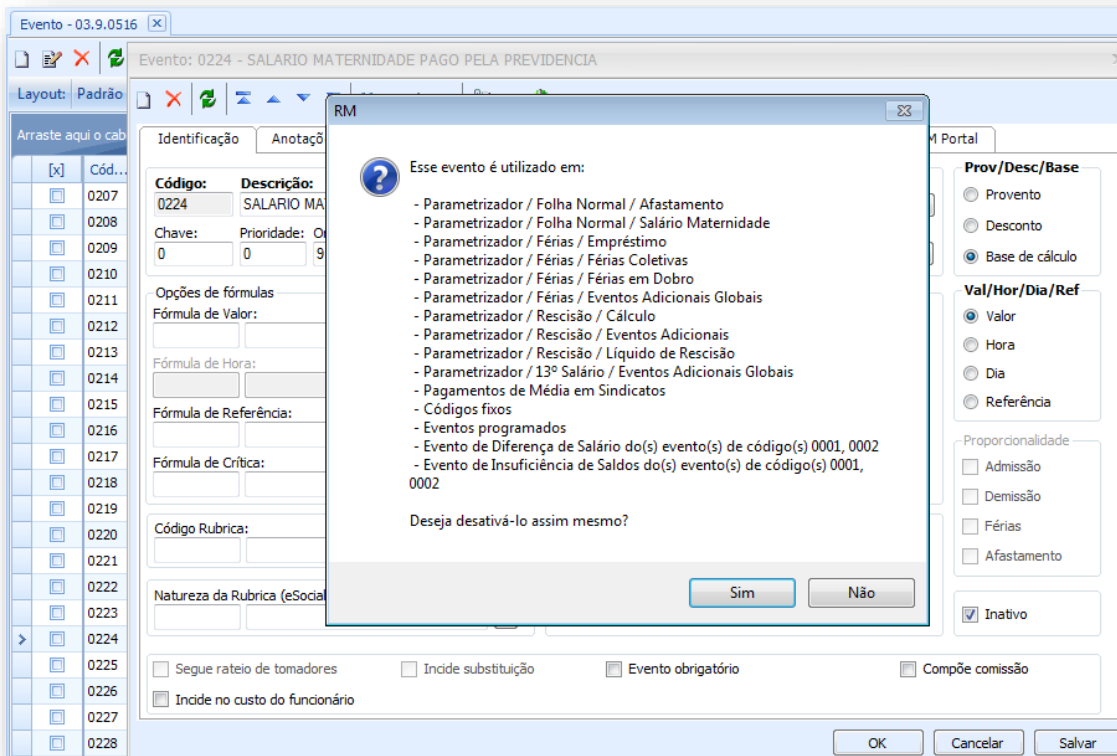 Evento - 03.9.0516
Evento: 0224 - SALARIO MATERNIDADE PAGO PELA PREVIDENCIA
Layout: Padrão
Arraste aqui o cab
[x] Cód...
0207
0208
0209
0210
0211
0212
0213
0214
0215
0216
0217
0218
0219
0220
0221
0222
0223
0224
0225
0226
0227
0228
Identificação
Anotaçõ
M Portal
Código: Descrição:
0224 SALARIO MA
Chave: Prioridade: Or
0 0 9
Opções de fórmulas
Fórmula de Valor:
Fórmula de Hora:
Fórmula de Referência:
Fórmula de Crítica:
Código Rubrica:
Natureza da Rubrica (eSocial
RM
Esse evento é utilizado em:
- Parametrizador / Folha Normal / Afastamento
- Parametrizador / Folha Normal / Salário Maternidade
- Parametrizador / Férias / Empréstimo
- Parametrizador / Férias / Férias Coletivas
- Parametrizador / Férias / Férias em Dobro
- Parametrizador / Férias / Eventos Adicionais Globais
- Parametrizador / Rescisão / Cálculo
- Parametrizador / Rescisão / Eventos Adicionais
- Parametrizador / Rescisão / Líquido de Rescisão
- Parametrizador / 13º Salário / Eventos Adicionais Globais
- Pagamentos de Média em Sindicatos
- Códigos fixos
- Eventos programados
- Evento de Diferença de Salário do(s) evento(s) de código(s) 0001, 0002
- Evento de Insuficiência de Saldos do(s) evento(s) de código(s) 0001,
0002
Deseja desativá-lo assim mesmo?
Sim
Não
Prov/Desc/Base
Provento
Desconto
Base de cálculo
Val/Hor/Dia/Ref
Valor
Hora
Dia
Referência
Proporcionalidade
Admissão
Demissão
Férias
Afastamento
Inativo
Segue rateio de tomadores
Incide substituição
Evento obrigatório
Compõe comissão
Incide no custo do funcionário
OK
Cancelar
Salvar